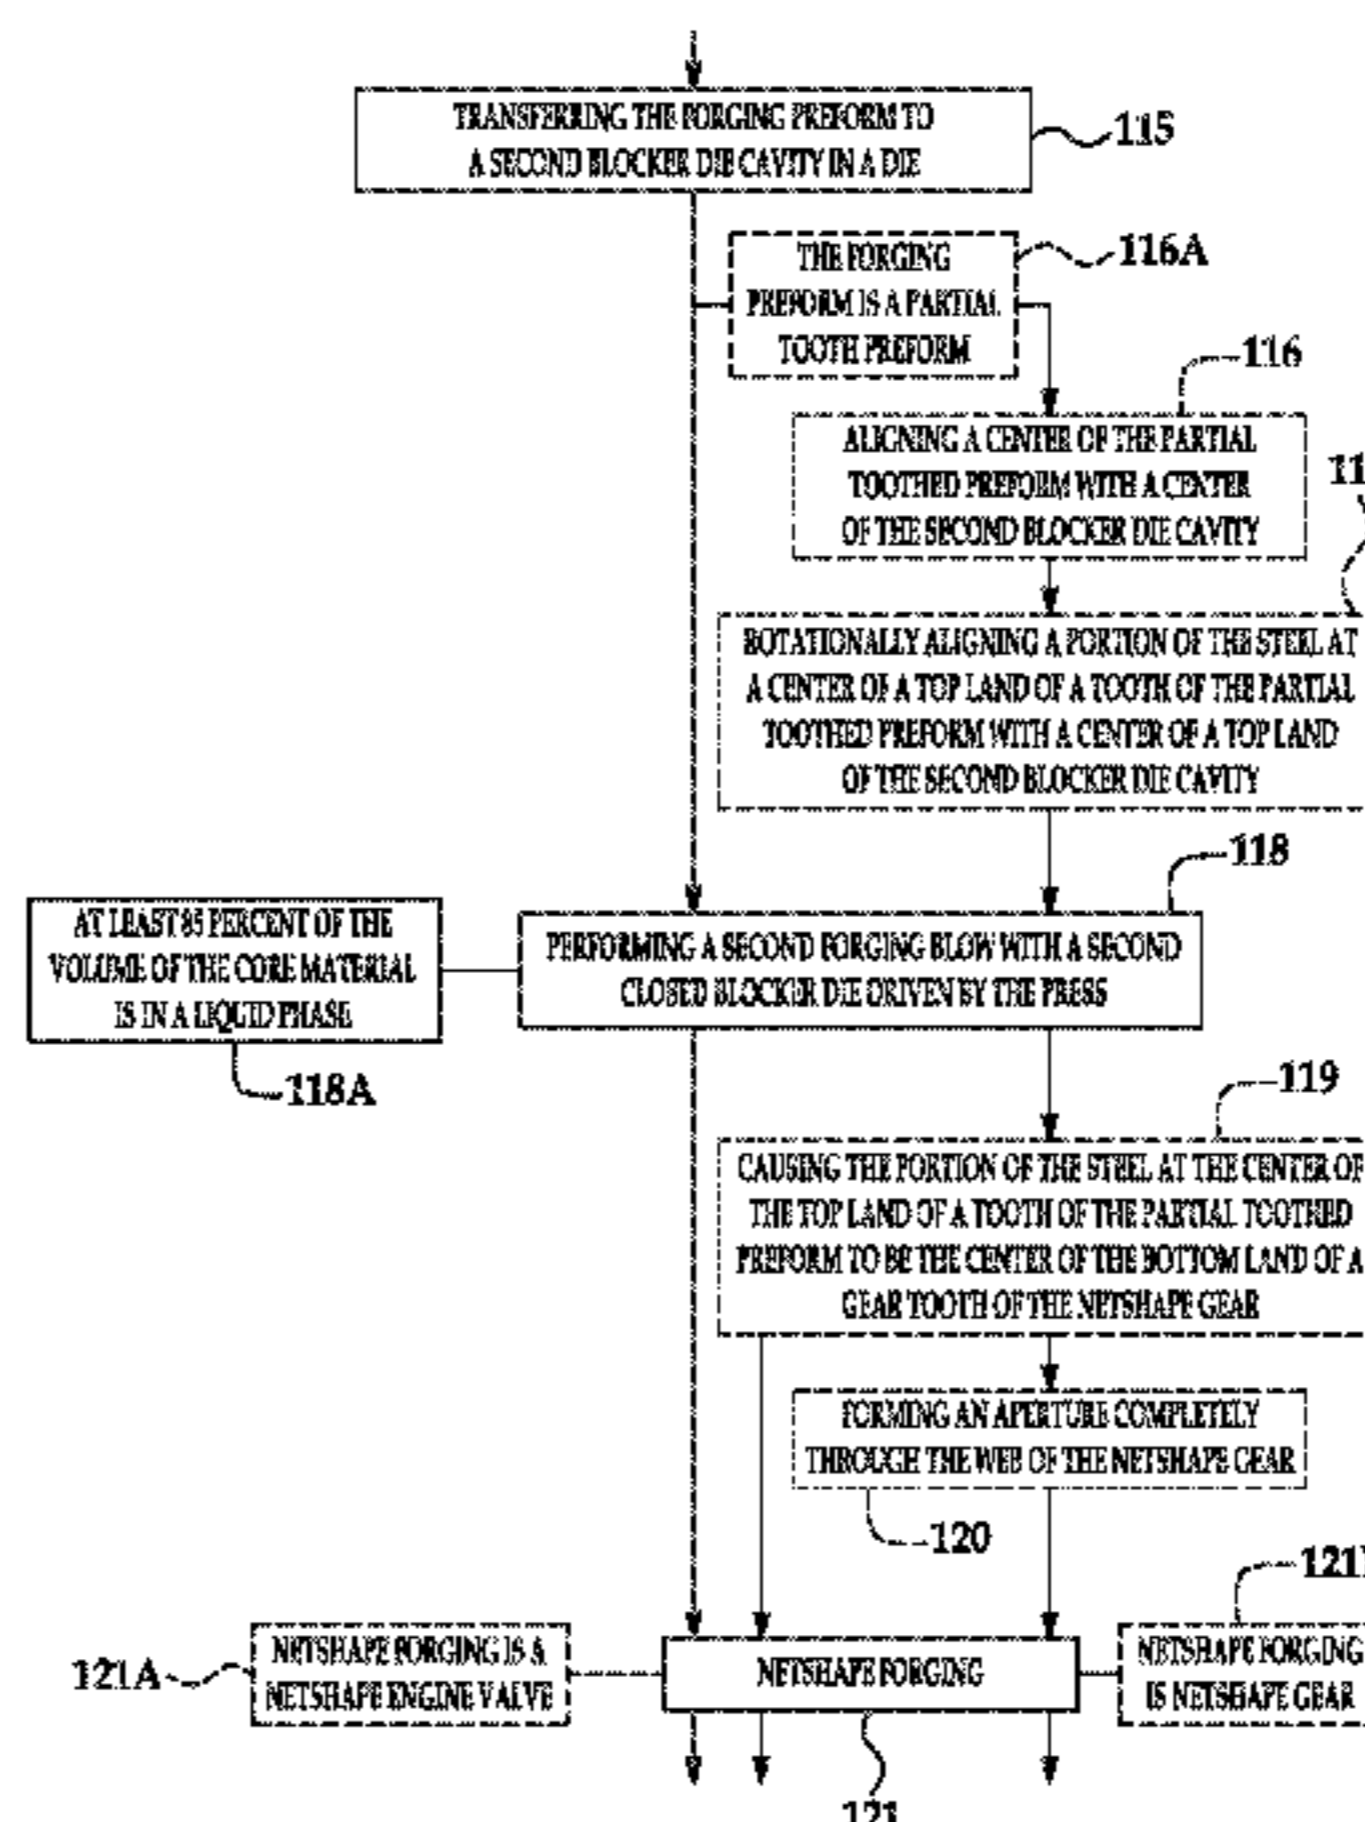 TRANSFERRING THE FORGING PREFORM TO
A SECOND BLOCKER DIE CAVITY IN A DIE
115
THE FORGING
PREFORM IS A PARTIAL
TOOTH PREFORM
116A
116
ALIGNING A CENTER OF THE PARTIAL
TOOTHED PREFORM WITH A CENTER
OF THE SECOND BLOCKER DIE CAVITY
ROTATIONALLY ALIGNING A PORTION OF THE STEEL AT
A CENTER OF A TOP LAND OF A TOOTH OF THE PARTIAL
TOOTHED PREFORM WITH A CENTER OF A TOP LAND
OF THE SECOND BLOCKER DIE CAVITY
118
AT LEAST 85 PERCENT OF THE
VOLUME OF THE CORE MATERIAL
IS IN A LIQUID PHASE
118A
PERFORMING A SECOND FORGING BLOW WITH A SECOND
CLOSED BLOCKER DIE DRIVEN BY THE PRESS
119
CAUSING THE PORTION OF THE STEEL AT THE CENTER OF
THE TOP LAND OF A TOOTH OF THE PARTIAL TOOTHED
PREFORM TO BE THE CENTER OF THE BOTTOM LAND OF A
GEAR TOOTH OF THE NETSHAPE GEAR
FORMING AN APERTURE COMPLETELY
THROUGH THE WEB OF THE NETSHAPE GEAR
120
121A
NETSHAPE FORGING IS A
NETSHAPE ENGINE VALVE
NETSHAPE FORGING
NETSHAPE FORGING
IS NETSHAPE GEAR
121